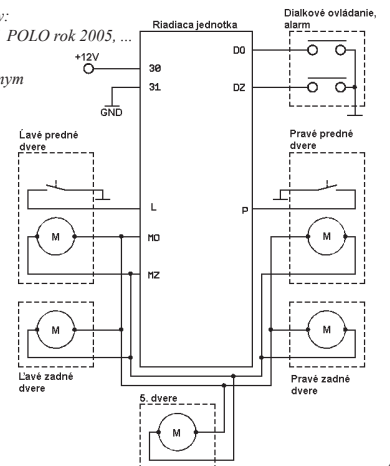 y:
POLO rok 2005, ...
nym
Riadiaca jednotka
Dialkové ovládanie,
alarm
+12V
30
31
GND
DO
DZ
Ľavé predné
dvere
Pravé predné
dvere
L
P
M
MO
M
MZ
M
M
Ľavé zadné
dvere
Pravé zadné
dvere
5. dvere
M